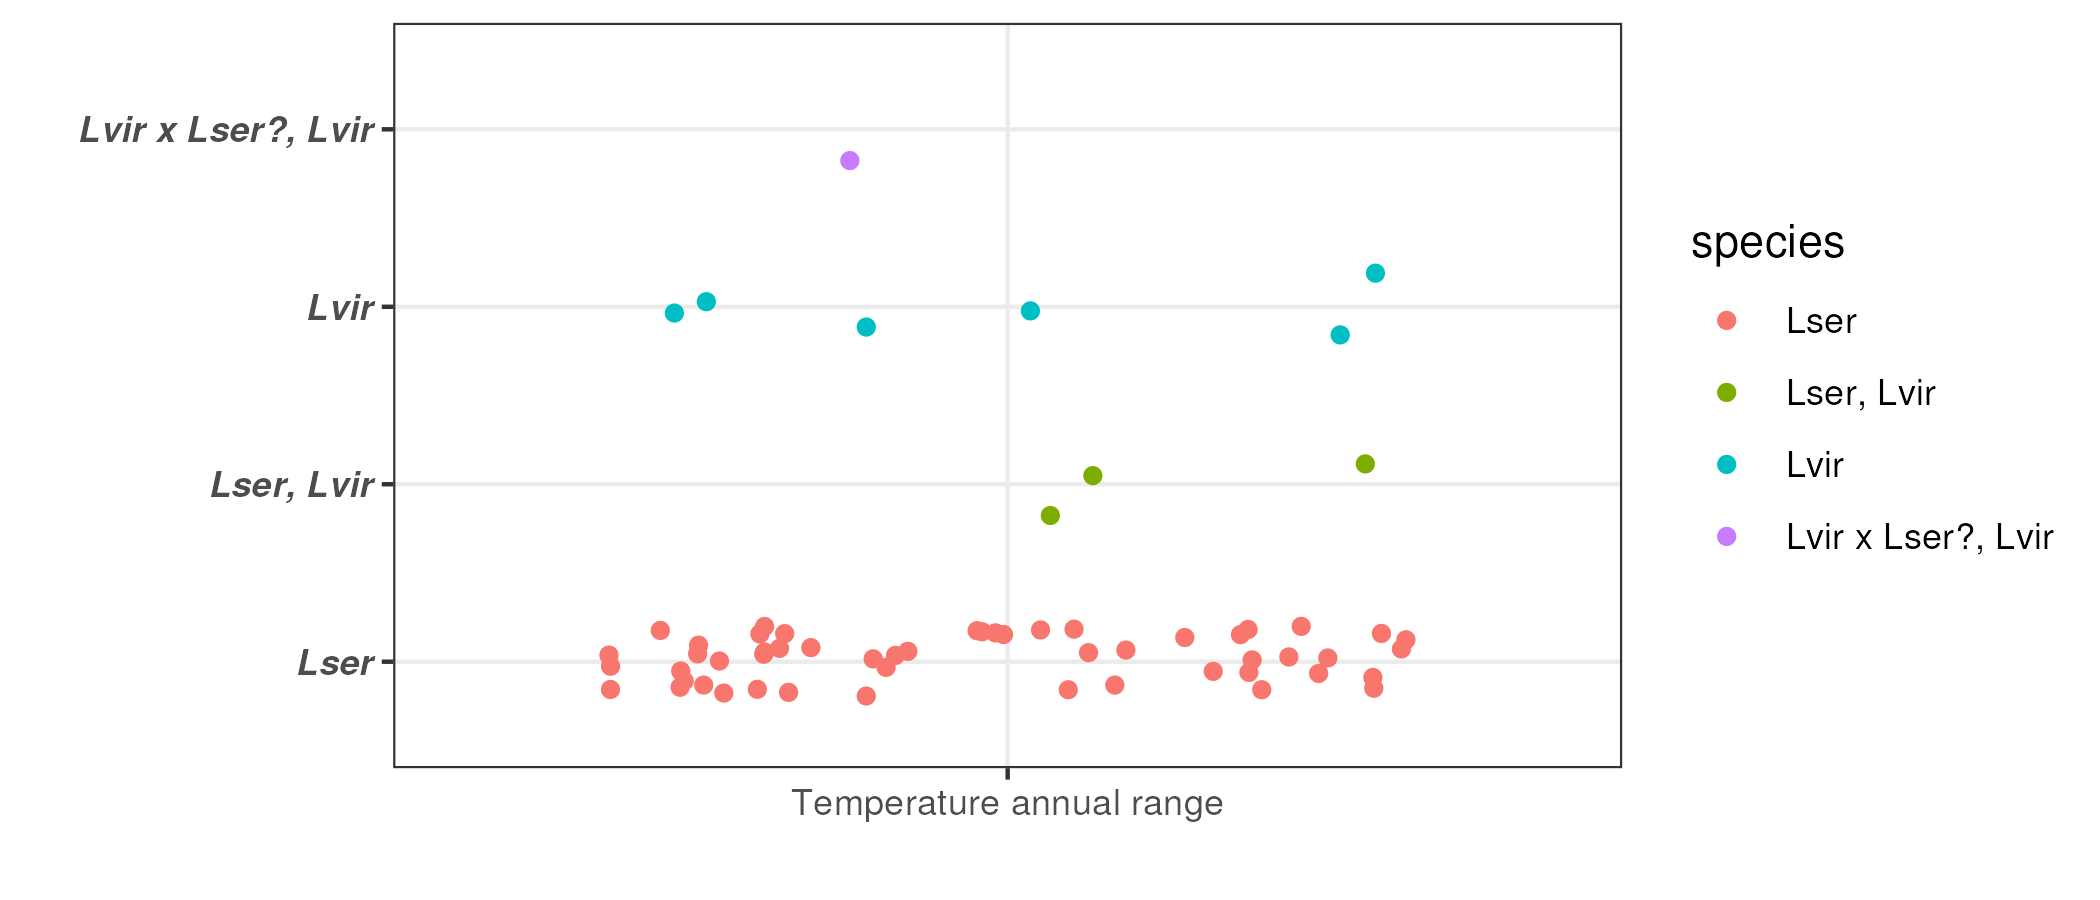 Lvir x Lser?, Lvir
Lvir
Lser, Lvir
Lser
Temperature annual range
species
Lser
Lser, Lvir
Lvir
Lvir x Lser?, Lvir